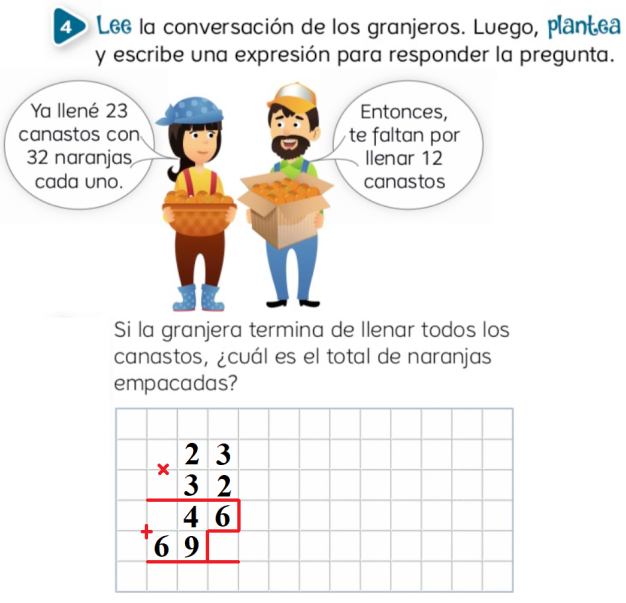 4 Lee la conversación de los granjeros. Luego, plantea
y escribe una expresión para responder la pregunta.
Ya llené 23
canastos con
32 naranjas
cada uno.
Entonces,
te faltan por
llenar 12
canastos
Si la granjera termina de llenar todos los
canastos, ¿cuál es el total de naranjas
empacadas?
2 3
×
3 2
4 6
+
6 9